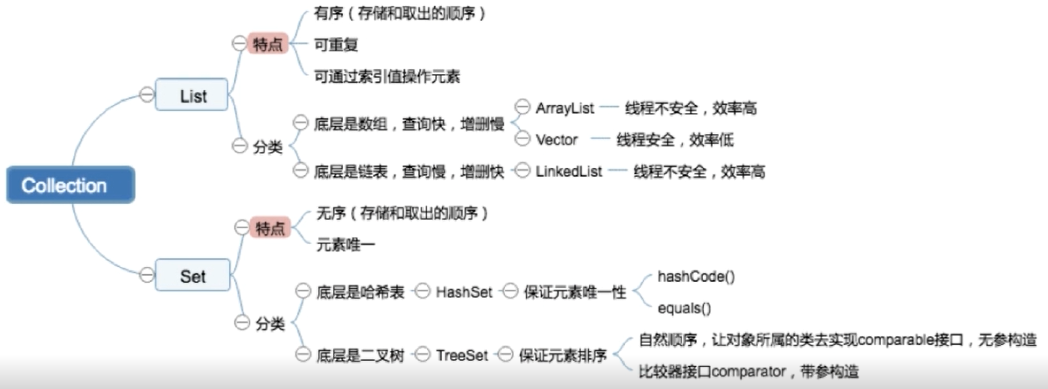 Collection
List
特点
有序（存储和取出的顺序）
可重复
可通过索引值操作元素
分类
底层是数组，查询快，增删慢
ArrayList
线程不安全，效率高
Vector
线程安全，效率低
底层是链表，查询慢，增删快
LinkedList
线程不安全，效率高
Set
特点
无序（存储和取出的顺序）
元素唯一
分类
底层是哈希表
HashSet
保证元素唯一性
hashCode()
equals()
底层是二叉树
TreeSet
保证元素排序
自然顺序，让对象所属的类去实现comparable接口，无参构造
比较器接口comparator，带参构造